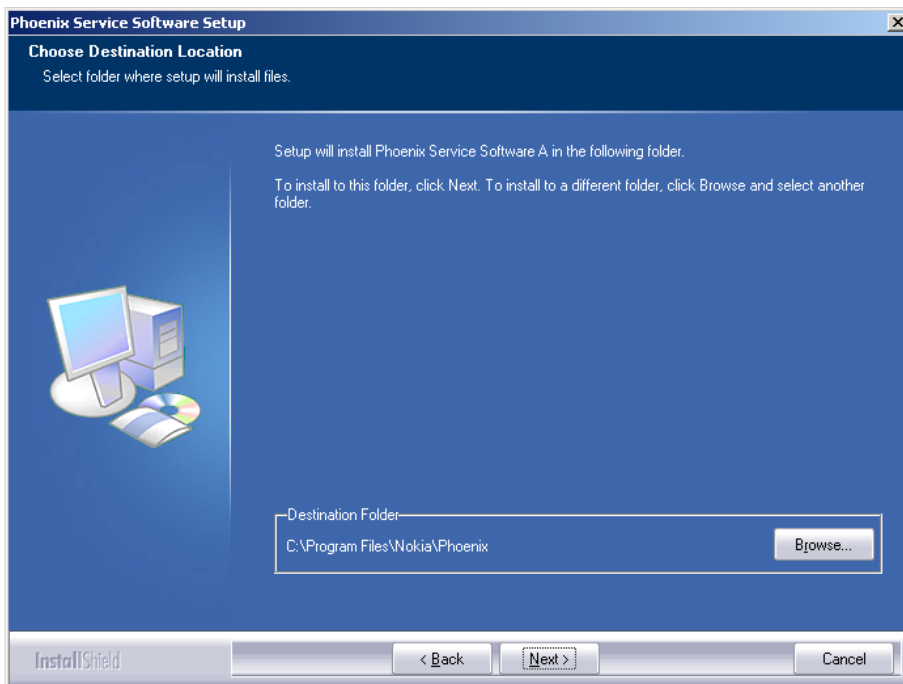 Phoenix Service Software Setup
Choose Destination Location
Select folder where setup will install files.
Setup will install Phoenix Service Software A in the following folder.
To install to this folder, click Next. To install to a different folder, click Browse and select another
folder.
Destination Folder
C:\Program Files\Nokia\Phoenix
Browse...
InstallShield
< Back
Next >
Cancel